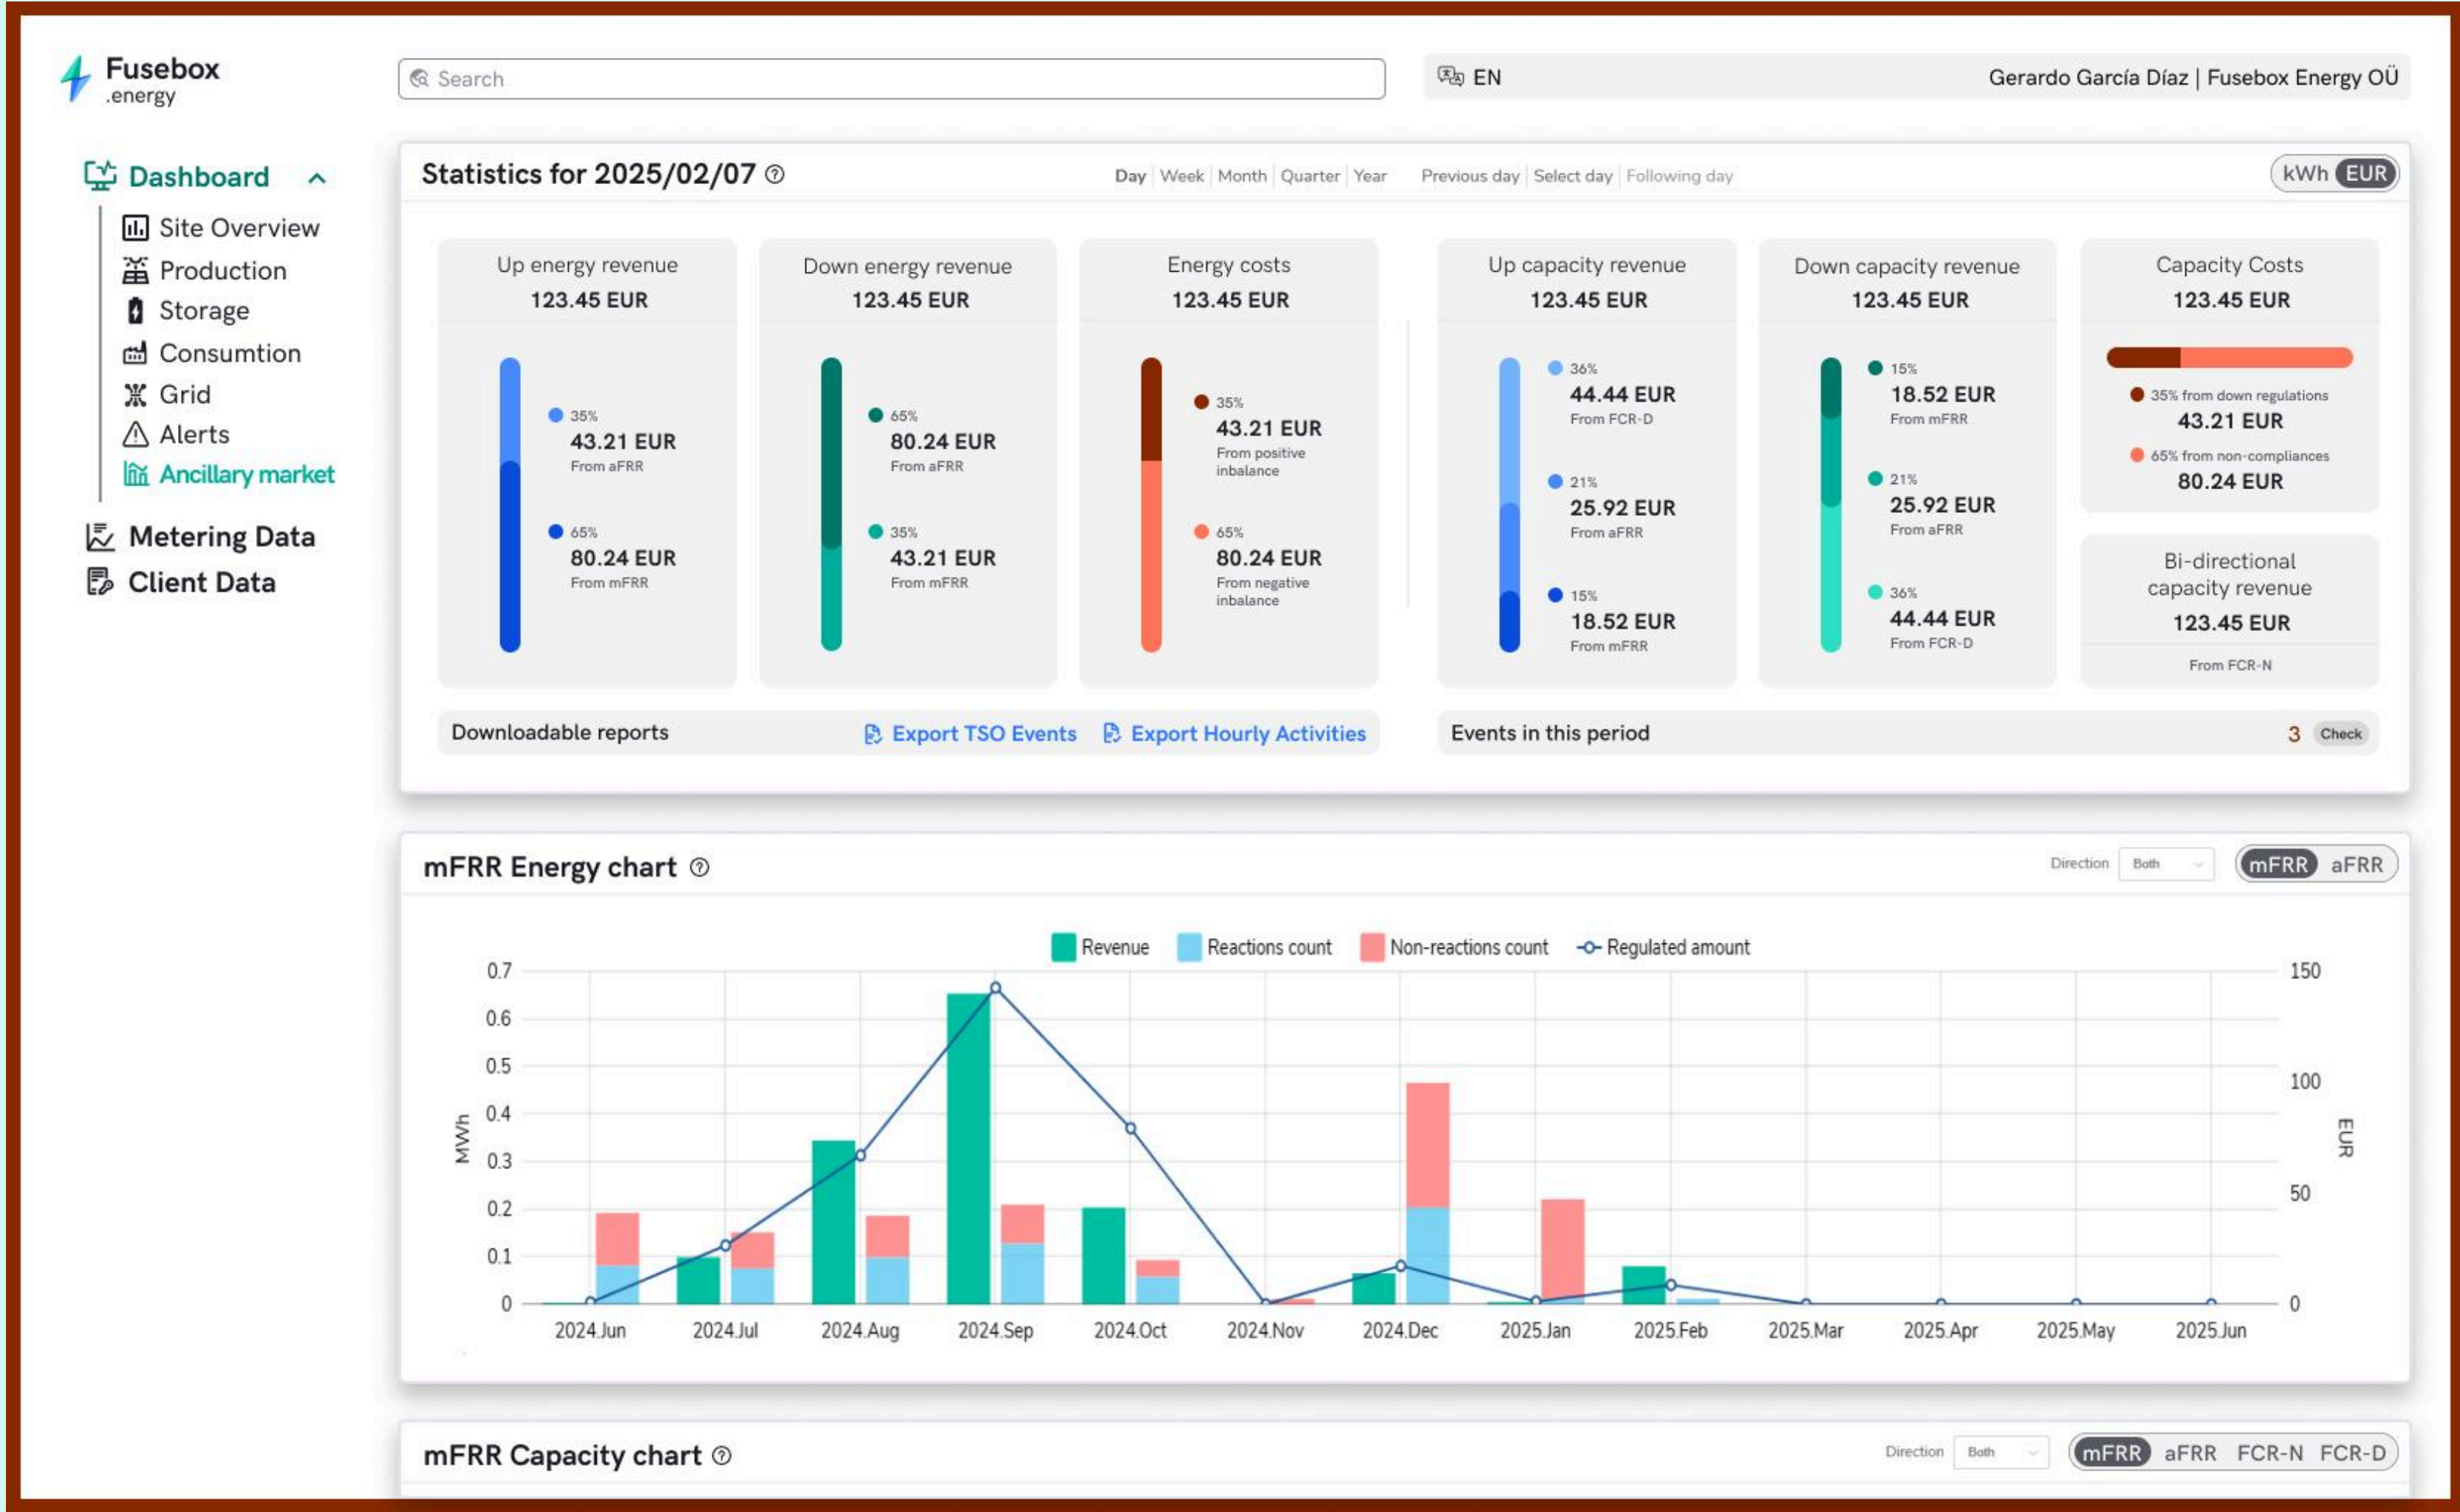 Fusebox
.energy
Search
EN
Gerardo García Díaz | Fusebox Energy OÜ
Dashboard
Site Overview
Production
Storage
Consumtion
Grid
Alerts
Ancillary market
Metering Data
Client Data
Statistics for 2025/02/07
Day | Week | Month | Quarter | Year
Previous day | Select day | Following day
kWh EUR
Up energy revenue
123.45 EUR
35%
43.21 EUR
From aFRR
65%
80.24 EUR
From mFRR
Down energy revenue
123.45 EUR
65%
80.24 EUR
From aFRR
35%
43.21 EUR
From mFRR
Energy costs
123.45 EUR
35%
43.21 EUR
From positive
inbalance
65%
80.24 EUR
From negative
inbalance
Up capacity revenue
123.45 EUR
36%
44.44 EUR
From FCR-D
21%
25.92 EUR
From aFRR
15%
18.52 EUR
From mFRR
Down capacity revenue
123.45 EUR
15%
18.52 EUR
From mFRR
21%
25.92 EUR
From aFRR
36%
44.44 EUR
From FCR-D
Capacity Costs
123.45 EUR
35% from down regulations
43.21 EUR
65% from non-compliances
80.24 EUR
Bi-directional
capacity revenue
123.45 EUR
From FCR-N
Downloadable reports
Export TSO Events
Export Hourly Activities
Events in this period
3 Check
mFRR Energy chart
Direction Both
mFRR aFRR
Revenue
Reactions count
Non-reactions count
Regulated amount
MWh
0.7
0.6
0.5
0.4
0.3
0.2
0.1
0
150
100
50
0
EUR
2024.Jun
2024.Jul
2024.Aug
2024.Sep
2024.Oct
2024.Nov
2024.Dec
2025.Jan
2025.Feb
2025.Mar
2025.Apr
2025.May
2025.Jun
mFRR Capacity chart
Direction Both
mFRR aFRR FCR-N FCR-D